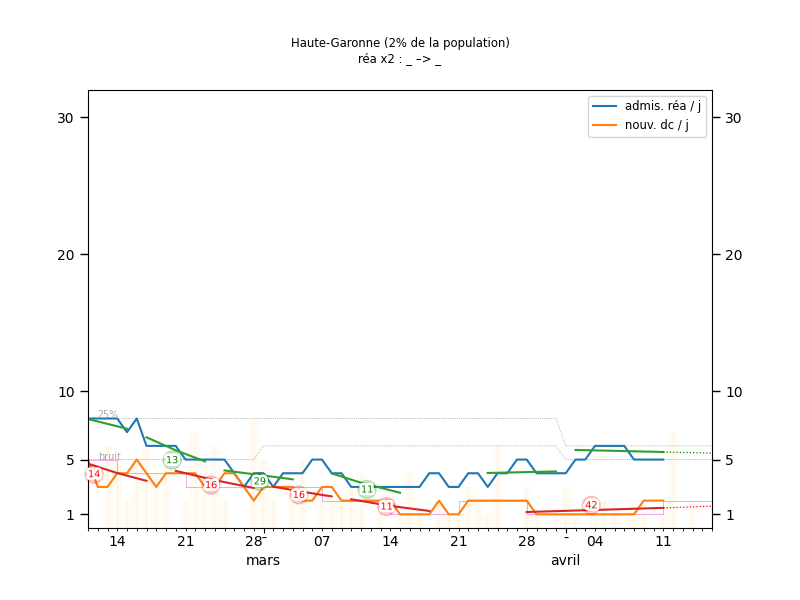 Haute-Garonne (2% de la population)
réa x2 : _ –> _
admis. réa / j
nouv. dc / j
30 30
20 20
10 10
5 5
1 1
25%
bruit
14 13 16 29 16 11 11 42
14 21 28 - 07 14 21 28 - 04 11
mars avril